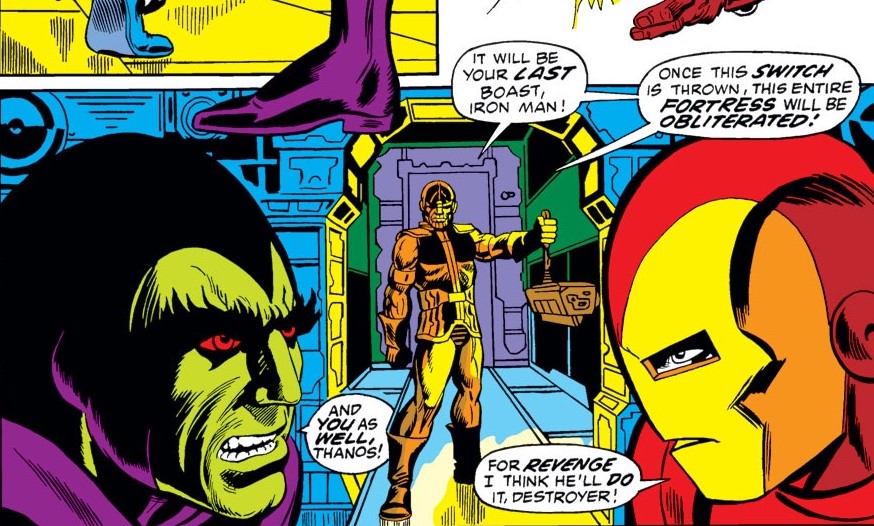 IT WILL BE
YOUR LAST
BOAST,
IRON MAN!
ONCE THIS SWITCH
IS THROWN, THIS ENTIRE
FORTRESS WILL BE
OBLITERATED!
AND
YOU AS
WELL,
THANOS!
FOR REVENGE
I THINK HE'LL DO
IT, DESTROYER!